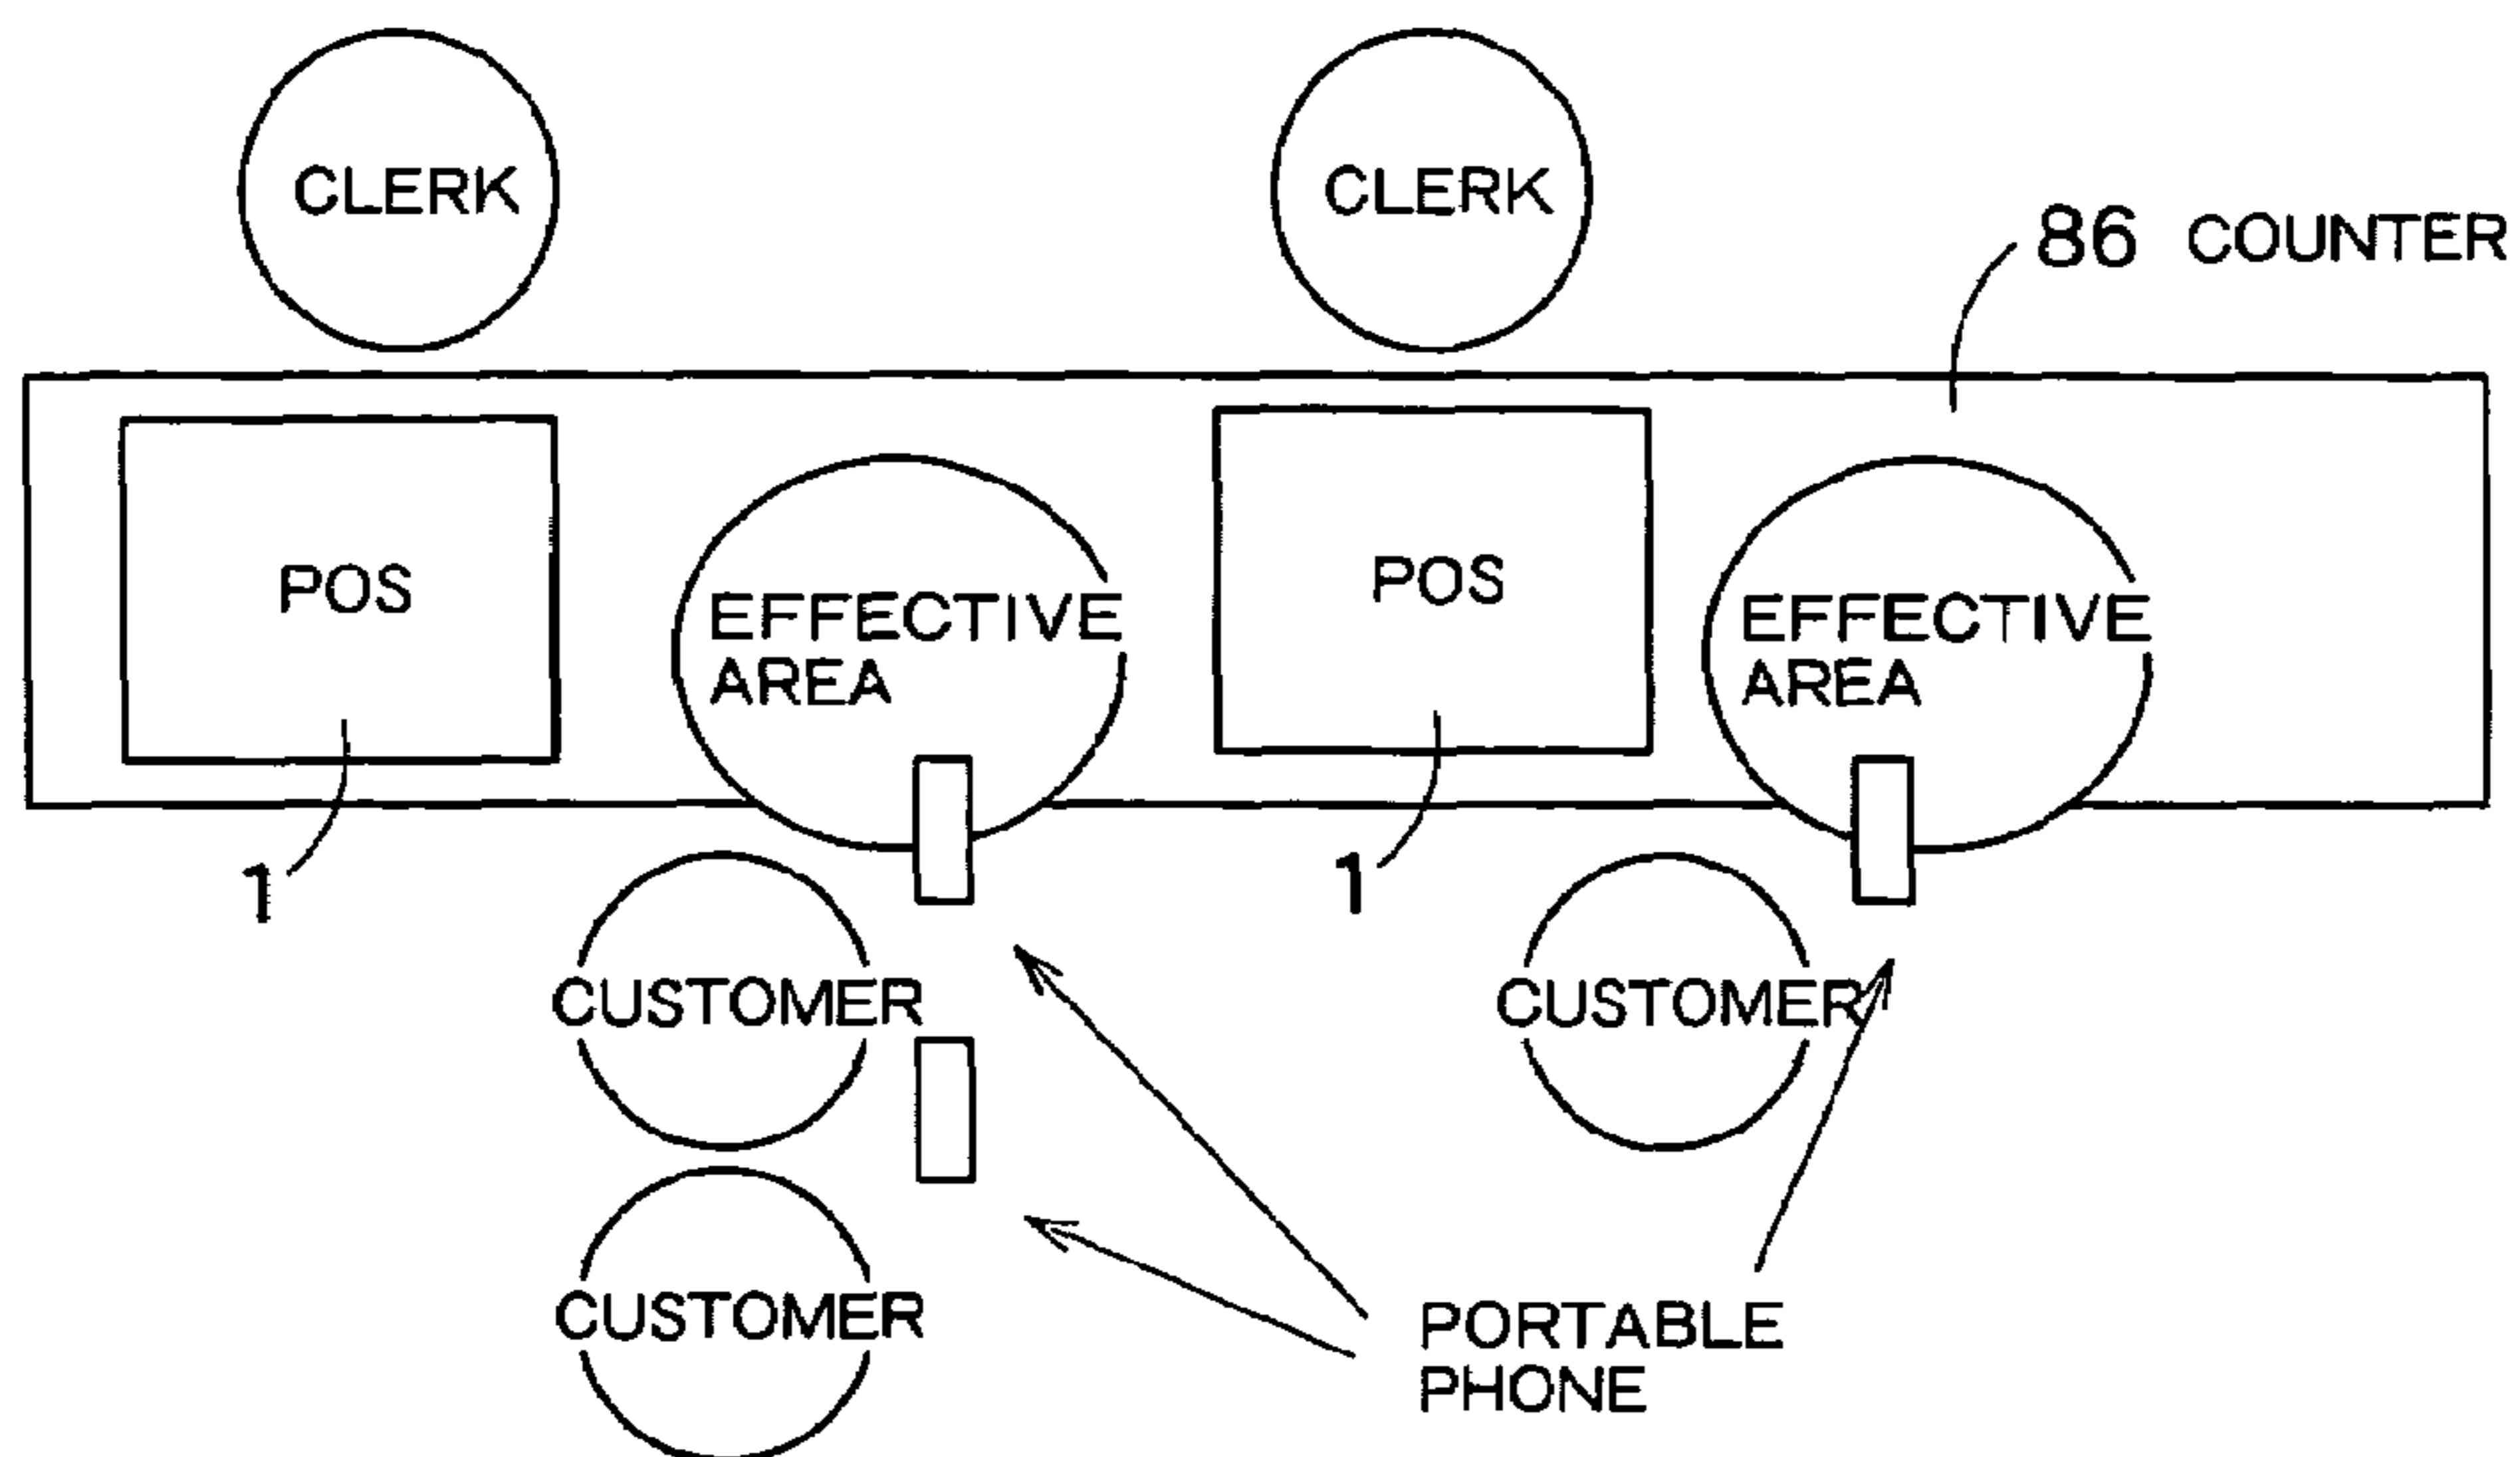 CLERK
CLERK
86 COUNTER
POS
POS
EFFECTIVE
AREA
EFFECTIVE
AREA
1
1
CUSTOMER
CUSTOMER
CUSTOMER
PORTABLE
PHONE